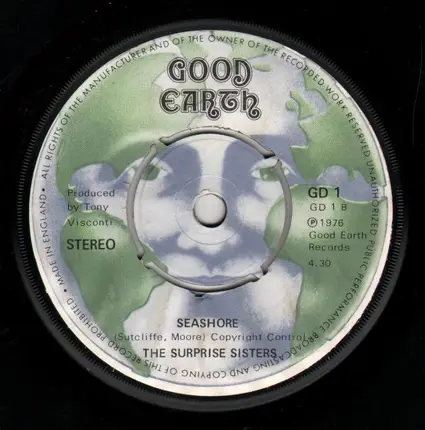 GOOD
EARTH
• MADE IN ENGLAND • ALL RIGHTS OF THE MANUFACTURER AND OF THE OWNER OF THE RECORDED WORK RESERVED UNAUTHORIZED PUBLIC PERFORMANCE BROADCASTING AND COPYING OF THIS RECORD PROHIBITED
Produced
by Tony
Visconti
STEREO
GD 1
GD 1 B
℗ 1976
Good Earth
Records
4.30
SEASHORE
(Sutcliffe, Moore) Copyright Control
THE SURPRISE SISTERS